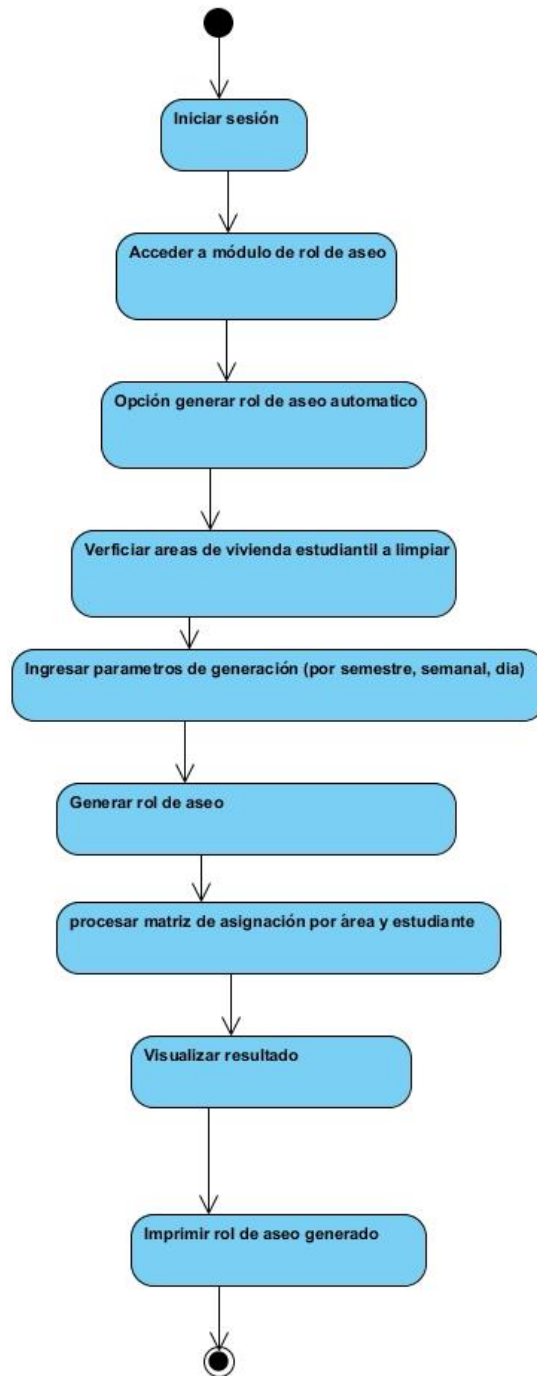 Iniciar sesión
Acceder a módulo de rol de aseo
Opción generar rol de aseo automatico
Verficiar areas de vivienda estudiantil a limpiar
Ingresar parametros de generación (por semestre, semanal, dia)
Generar rol de aseo
procesar matriz de asignación por área y estudiante
Visualizar resultado
Imprimir rol de aseo generado